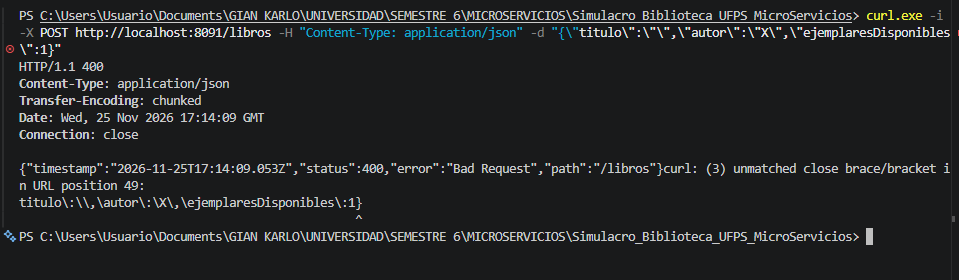 PS C:\Users\Usuario\Documents\GIAN KARLO\UNIVERSIDAD\SEMESTRE 6\MICROSERVICIOS\Simulacro_Biblioteca_UFPS_MicroServicios> curl.exe -i
-X POST http://localhost:8091/libros -H "Content-Type: application/json" -d "{\"titulo\":\"\",\"autor\":\"X\",\"ejemplaresDisponibles
\":1}"
HTTP/1.1 400
Content-Type: application/json
Transfer-Encoding: chunked
Date: Wed, 25 Nov 2026 17:14:09 GMT
Connection: close
{"timestamp":"2026-11-25T17:14:09.053Z","status":400,"error":"Bad Request","path":"/libros"}curl: (3) unmatched close brace/bracket i
n URL position 49:
titulo\:\\,\autor\:\X\,\ejemplaresDisponibles\:1}
^
PS C:\Users\Usuario\Documents\GIAN KARLO\UNIVERSIDAD\SEMESTRE 6\MICROSERVICIOS\Simulacro_Biblioteca_UFPS_MicroServicios>